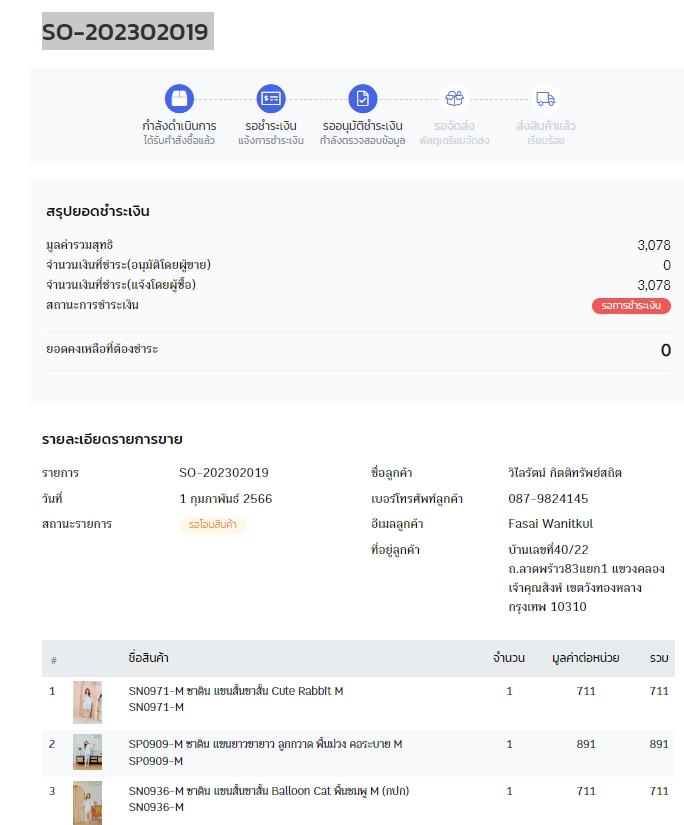 SO-202302019
กำลังดำเนินการ
ได้รับคำสั่งซื้อแล้ว
รอชำระเงิน
แจ้งการชำระเงิน
รออนุมัติชำระเงิน
กำลังตรวจสอบข้อมูล
รอจัดส่ง
พัสดุเตรียมจัดส่ง
ส่งสินค้าแล้ว
เรียบร้อย
สรุปยอดชำระเงิน
มูลค่ารวมสุทธิ 3,078
จำนวนเงินที่ชำระ(อนุมัติโดยผู้ขาย) 0
จำนวนเงินที่ชำระ(แจ้งโดยผู้ซื้อ) 3,078
สถานะการชำระเงิน รอการชำระเงิน
ยอดคงเหลือที่ต้องชำระ 0
รายละเอียดรายการขาย
รายการ SO-202302019
วันที่ 1 กุมภาพันธ์ 2566
สถานะรายการ รอโอนสินค้า
ชื่อลูกค้า วิไลรัตน์ กิตติทรัพย์สถิต
เบอร์โทรศัพท์ลูกค้า 087-9824145
อีเมลลูกค้า Fasai Wanitkul
ที่อยู่ลูกค้า บ้านเลขที่40/22
ถ.ลาดพร้าว83แยก1 แขวงคลอง
เจ้าคุณสิงห์ เขตวังทองหลาง
กรุงเทพ 10310
# ชื่อสินค้า จำนวน มูลค่าต่อหน่วย รวม
1 SN0971-M ซาติน แขนสั้นขาสั้น Cute Rabbit M 1 711 711
SN0971-M
2 SP0909-M ซาติน แขนยาวขายาว ลูกกวาด พื้นม่วง คอระบาย M 1 891 891
SP0909-M
3 SN0936-M ซาติน แขนสั้นขาสั้น Balloon Cat พื้นชมพู M (กปก) 1 711 711
SN0936-M